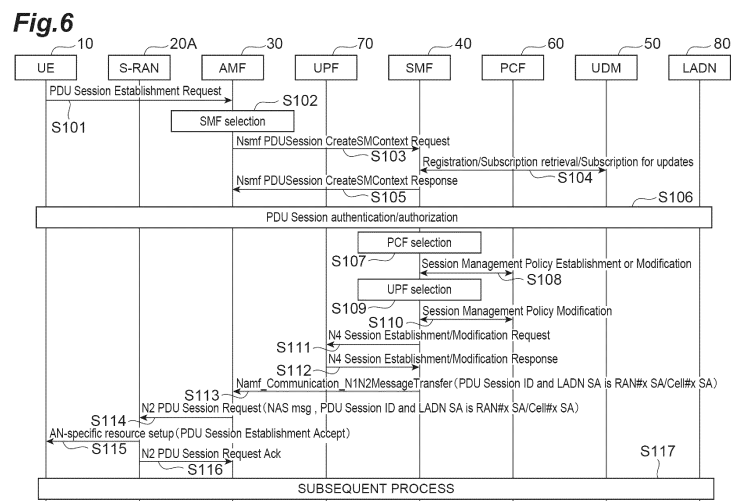 Fig.6
10 20A 30 70 40 60 50 80
UE S-RAN AMF UPF SMF PCF UDM LADN
PDU Session Establishment Request
S101
S102
SMF selection
Nsmf PDUSession CreateSMContext Request
S103
Registration/Subscription retrieval/Subscription for updates
S104
Nsmf PDUSession CreateSMContext Response
S105
S106
PDU Session authentication/authorization
PCF selection
S107
Session Management Policy Establishment or Modification
S108
UPF selection
S109
Session Management Policy Modification
S110
N4 Session Establishment/Modification Request
S111
N4 Session Establishment/Modification Response
S112
Namf_Communication_N1N2MessageTransfer(PDU Session ID and LADN SA is RAN#x SA/Cell#x SA)
S113
N2 PDU Session Request(NAS msg , PDU Session ID and LADN SA is RAN#x SA/Cell#x SA)
S114
AN-specific resource setup(PDU Session Establishment Accept)
S115
N2 PDU Session Request Ack
S116
S117
SUBSEQUENT PROCESS